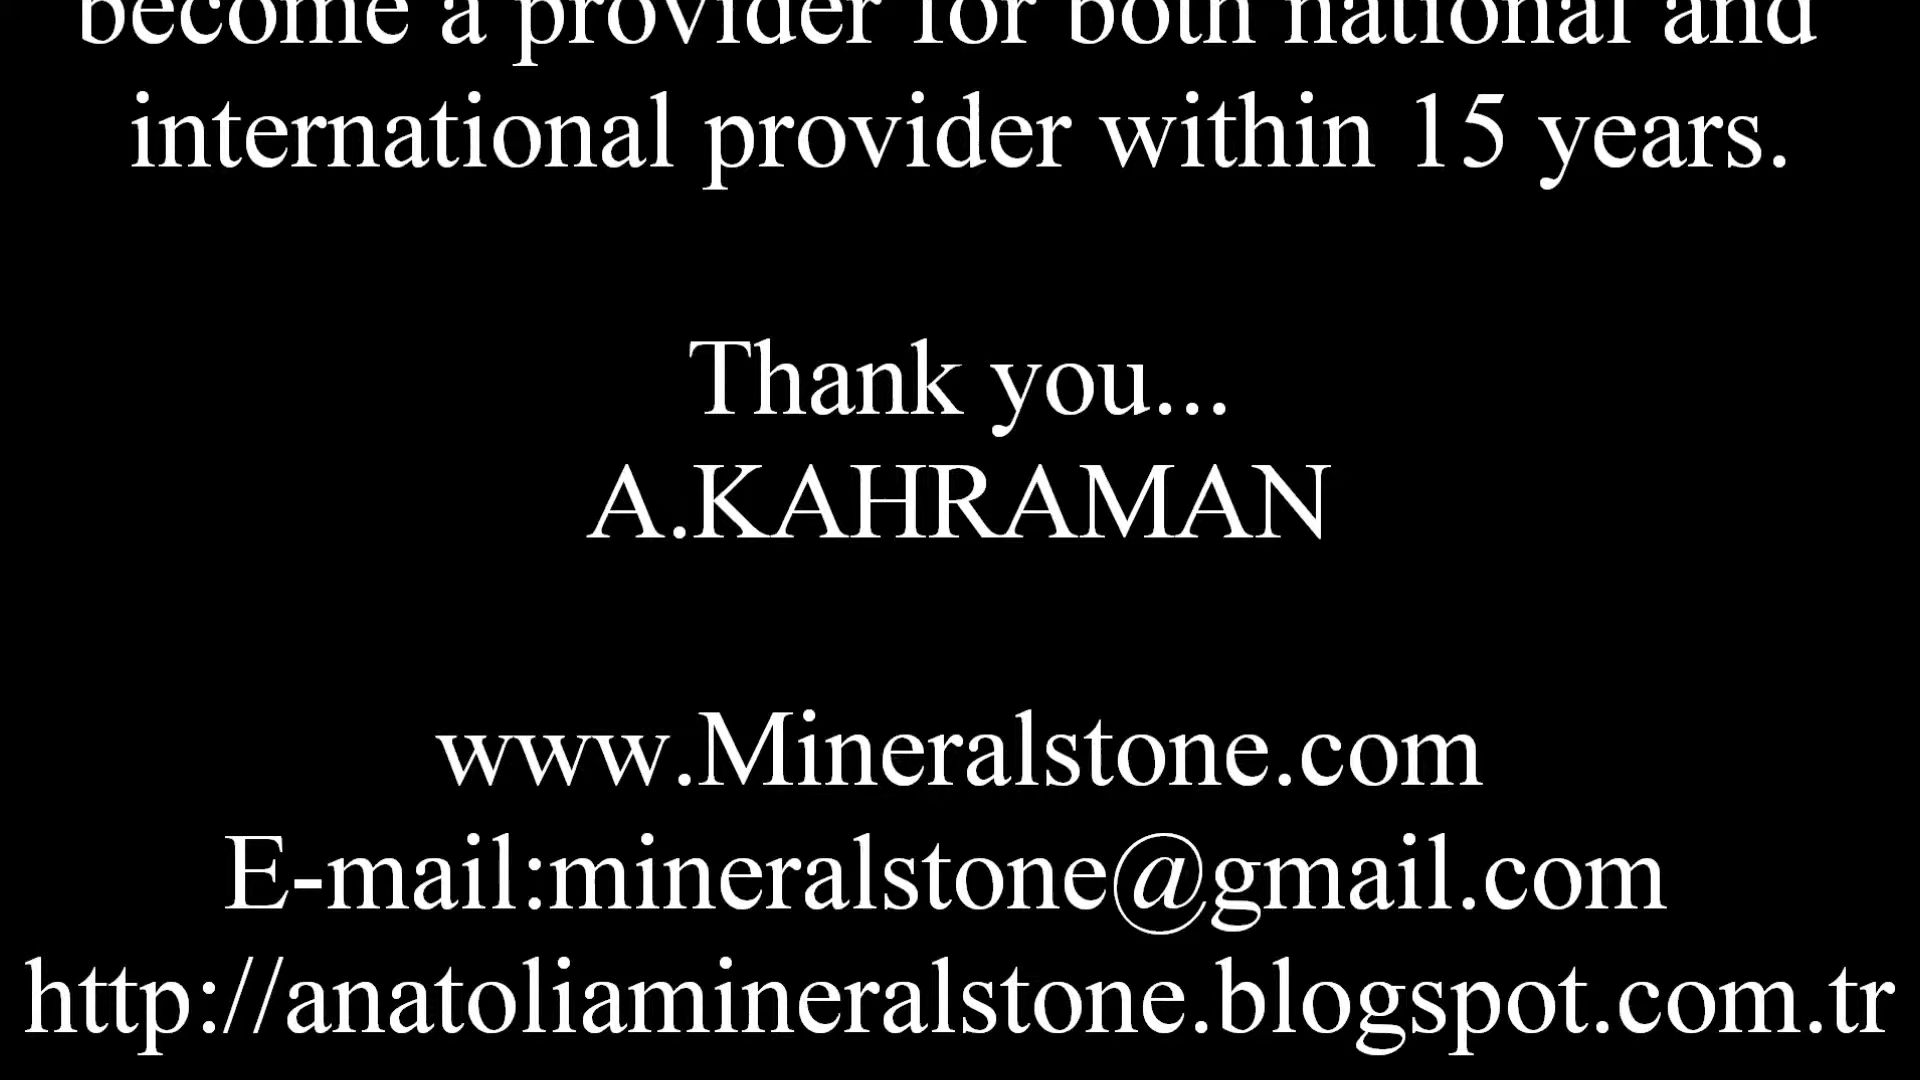 become a provider for both national and
international provider within 15 years.
Thank you...
A.KAHRAMAN
www.Mineralstone.com
E-mail:mineralstone@gmail.com
http://anatoliamineralstone.blogspot.com.tr